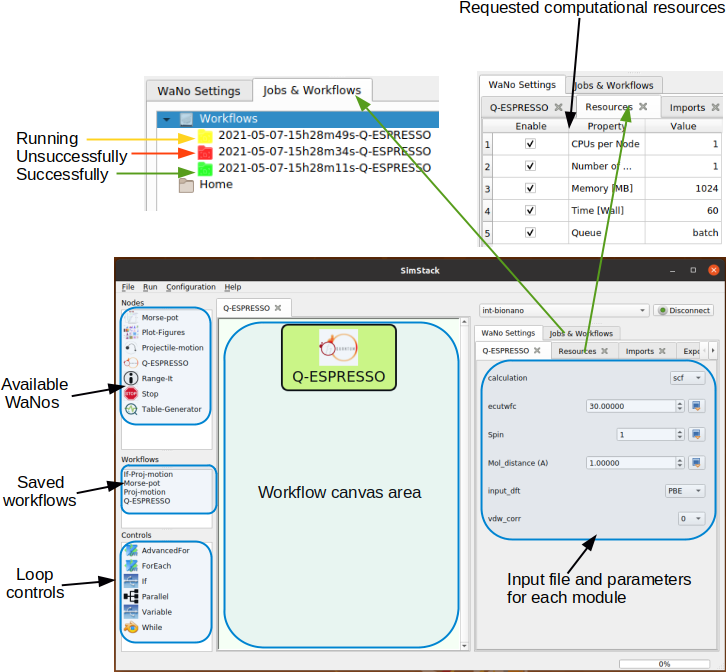 Requested computational resources
WaNo Settings Jobs & Workflows
Workflows
2021-05-07-15h28m49s-Q-ESPRESSO
2021-05-07-15h28m34s-Q-ESPRESSO
2021-05-07-15h28m11s-Q-ESPRESSO
Home
Running
Unsuccessfully
Successfully
WaNo Settings Jobs & Workflows
Q-ESPRESSO Resources Imports
Enable Property Value
1 CPUs per Node 1
2 Number of ... 1
3 Memory [MB] 1024
4 Time [Wall] 60
5 Queue batch
SimStack
File Run Configuration Help
Nodes
Morse-pot
Plot-Figures
Projectile-motion
Q-ESPRESSO
Range-It
Stop
Table-Generator
Workflows
If-Proj-motion
Morse-pot
Proj-motion
Q-ESPRESSO
Controls
AdvancedFor
ForEach
If
Parallel
Variable
While
Available
WaNos
Saved
workflows
Loop
controls
Q-ESPRESSO
Q-ESPRESSO
Workflow canvas area
int-bionano Disconnect
WaNo Settings Jobs & Workflows
Q-ESPRESSO Resources Imports Expo
calculation scf
ecutwfc 30.00000
Spin 1
Mol_distance (A) 1.00000
input_dft PBE
vdw_corr 0
Input file and parameters
for each module
0%